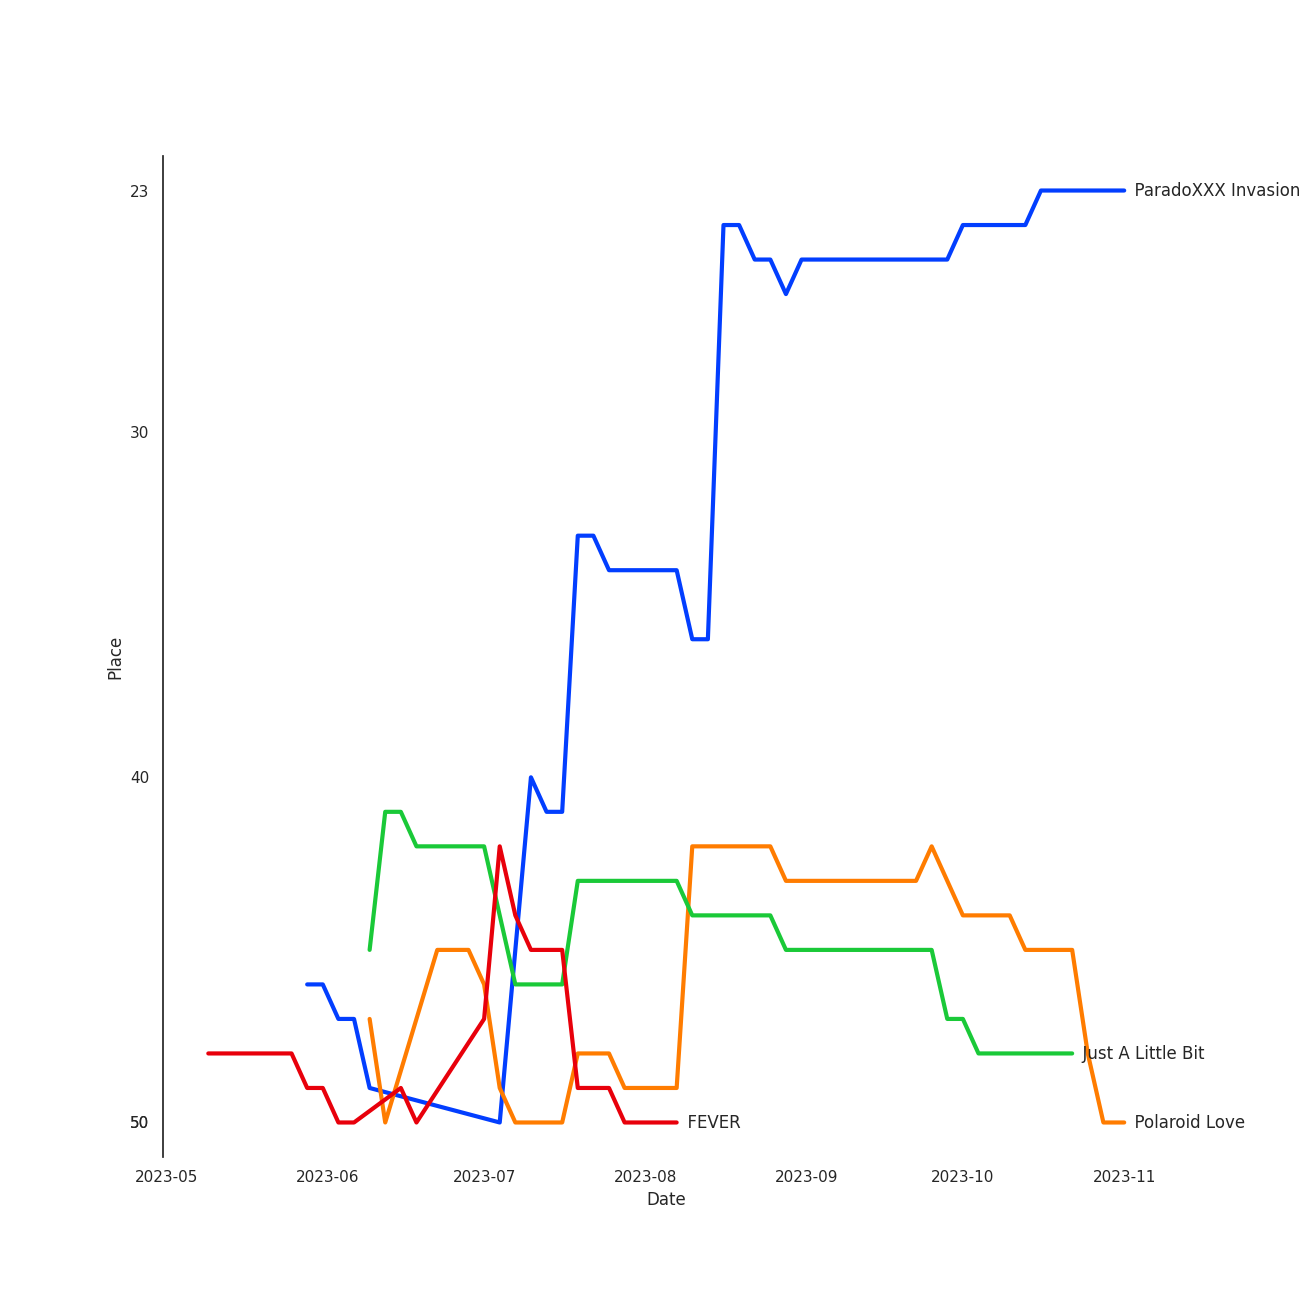 23
ParadoXXX Invasion
30
Place
40
Just A Little Bit
50
FEVER
Polaroid Love
2023-05 2023-06 2023-07 2023-08 2023-09 2023-10 2023-11
Date